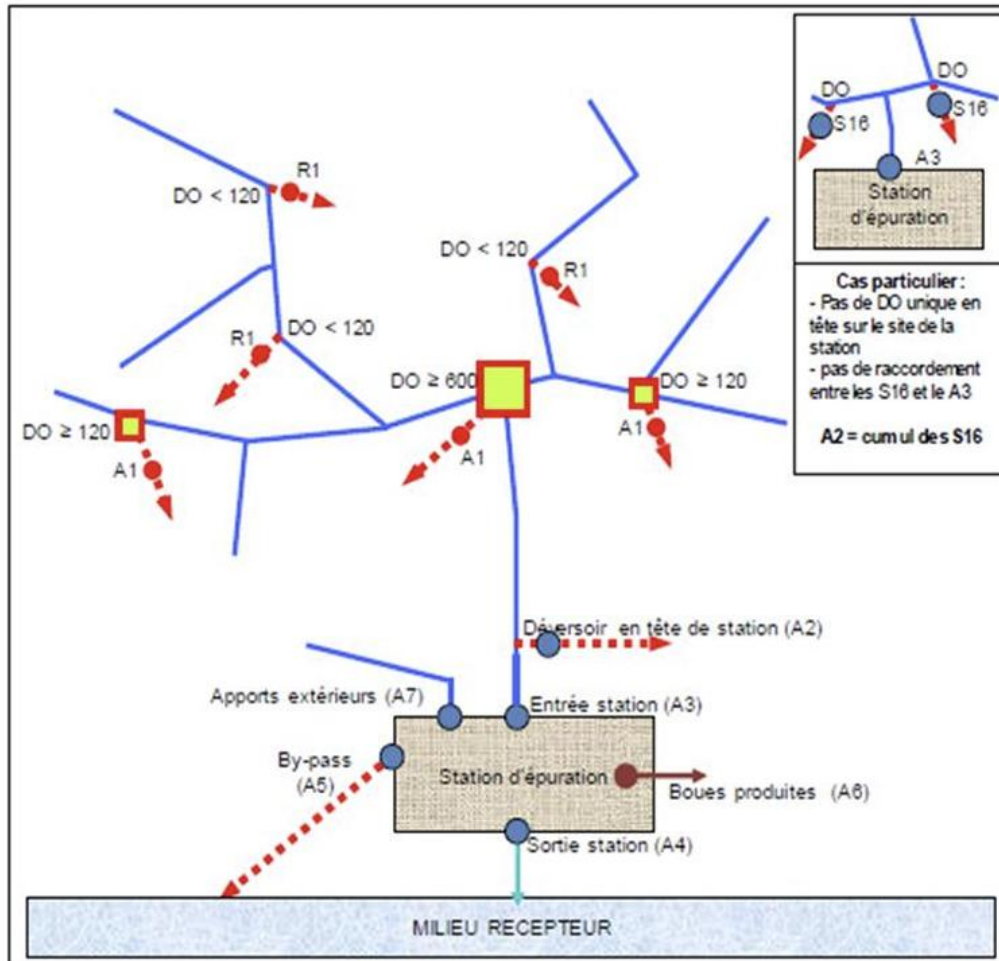 DO
DO
S16
S16
A3
Station
d'épuration
Cas particulier :
- Pas de DO unique en
tête sur le site de la
station
- pas de raccordement
entre les S16 et le A3
A2 = cumul des S16
R1
DO < 120
DO < 120
R1
DO < 120
R1
DO ≥ 600
DO ≥ 120
DO ≥ 120
A1
A1
A1
Déversoir en tête de station (A2)
Apports extérieurs (A7)
Entrée station (A3)
By-pass
(A5)
Station d'épuration
Boues produites (A6)
Sortie station (A4)
MILIEU RECEPTEUR